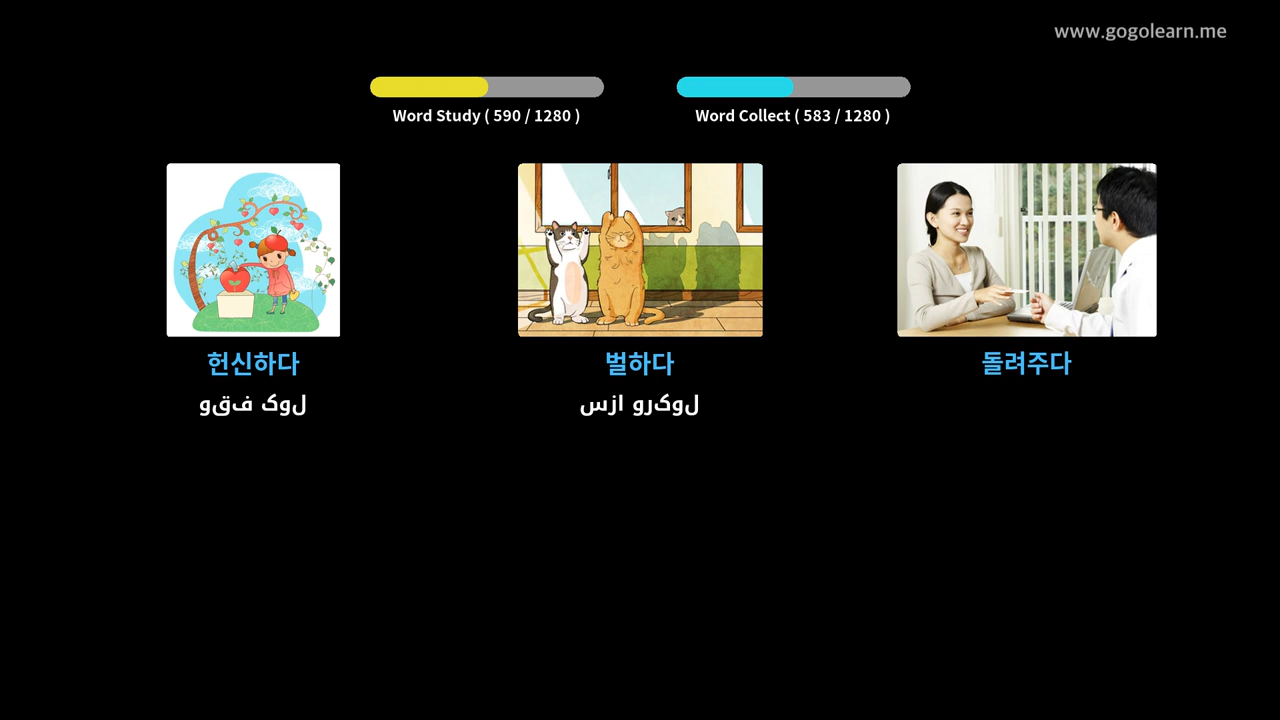 www.gogolearn.me
Word Study ( 590 / 1280 )
Word Collect ( 583 / 1280 )
헌신하다
벌하다
돌려주다
لوک فقو
لوکرو ازس